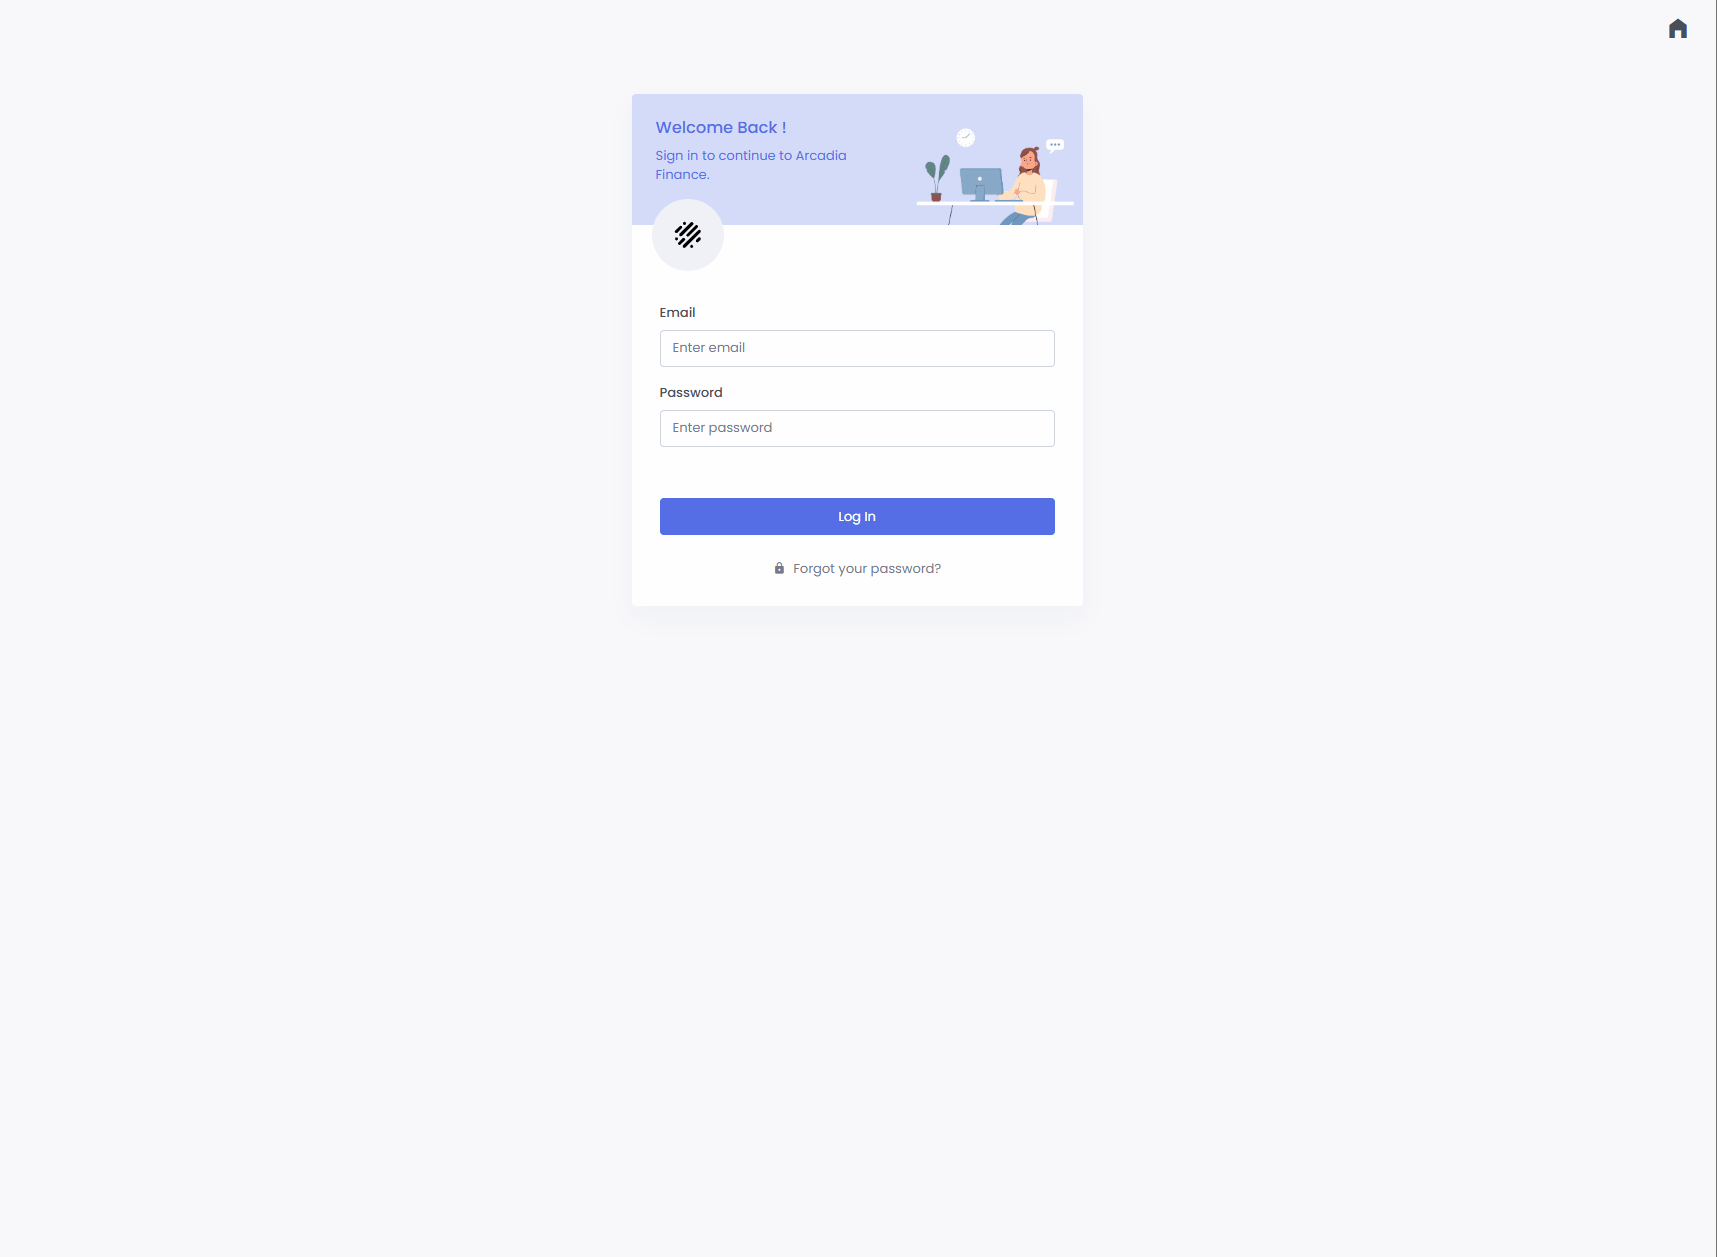 Welcome Back !
Sign in to continue to Arcadia
Finance.
Email
Enter email
Password
Enter password
Log In
Forgot your password?